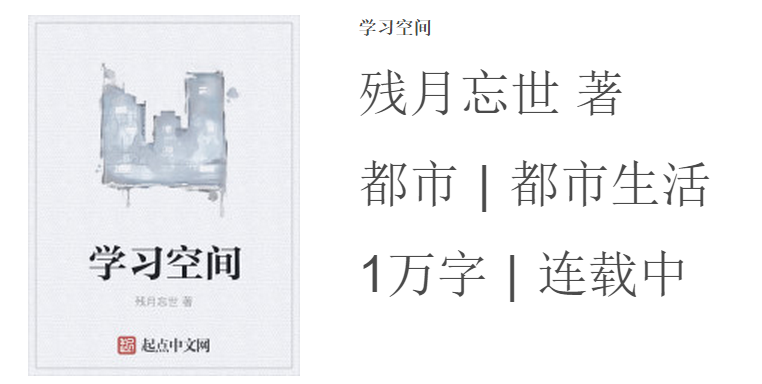 学习空间
残月忘世 著
起点中文网
学习空间
残月忘世 著
都市 | 都市生活
1万字 | 连载中